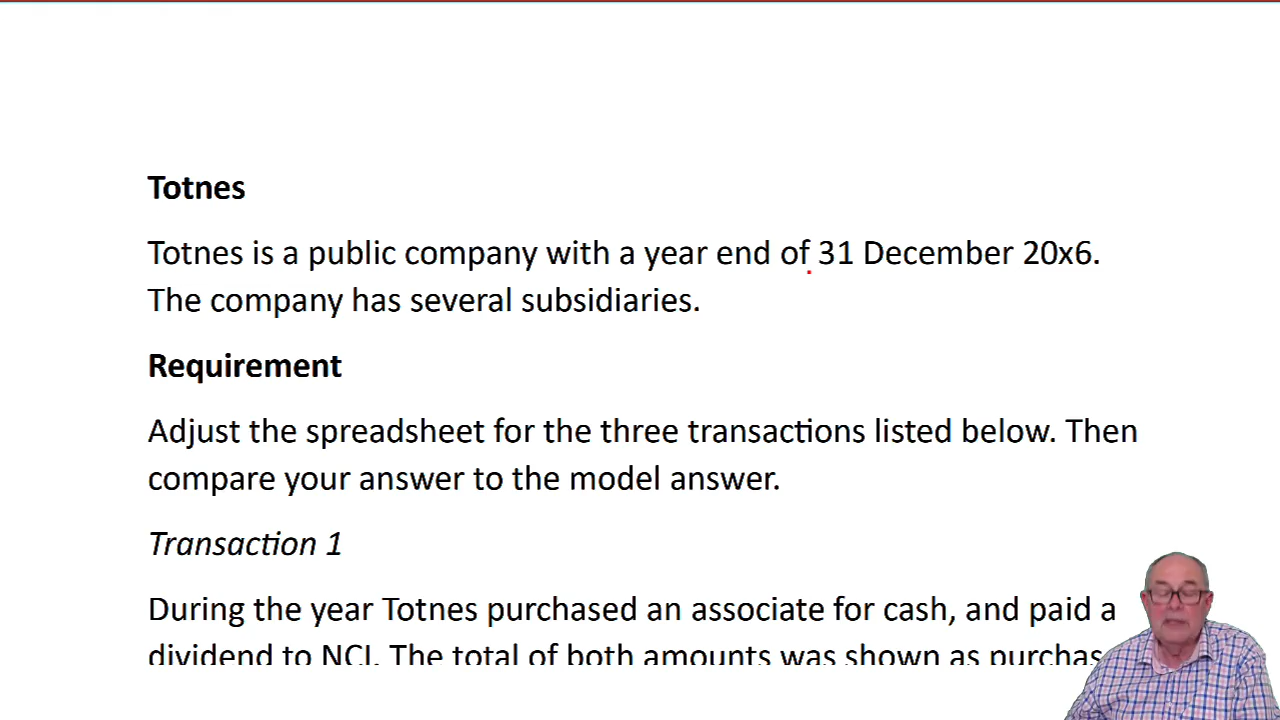 Totnes
Totnes is a public company with a year end of 31 December 20x6.
The company has several subsidiaries.
Requirement
Adjust the spreadsheet for the three transactions listed below. Then
compare your answer to the model answer.
Transaction 1
During the year Totnes purchased an associate for cash, and paid a
dividend to NCI. The total of both amounts was shown as